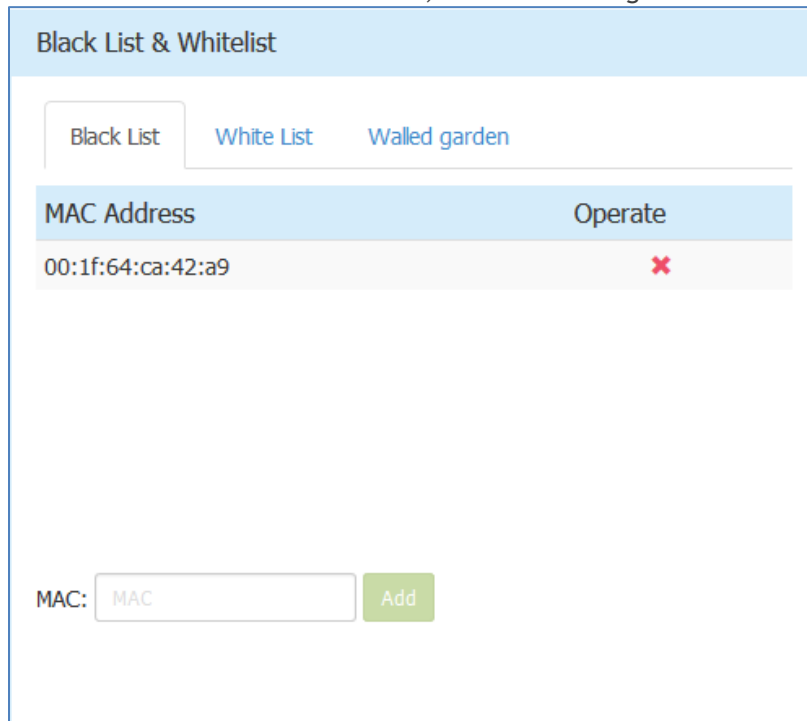 Black List & Whitelist
Black List White List Walled garden
MAC Address Operate
00:1f:64:ca:42:a9
MAC: MAC Add